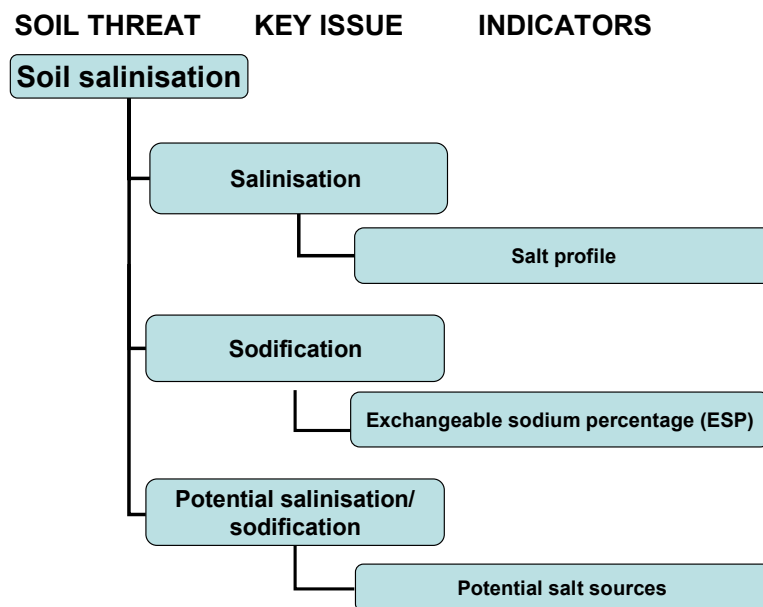 SOIL THREAT KEY ISSUE INDICATORS
Soil salinisation
Salinisation
Salt profile
Sodification
Exchangeable sodium percentage (ESP)
Potential salinisation/
sodification
Potential salt sources